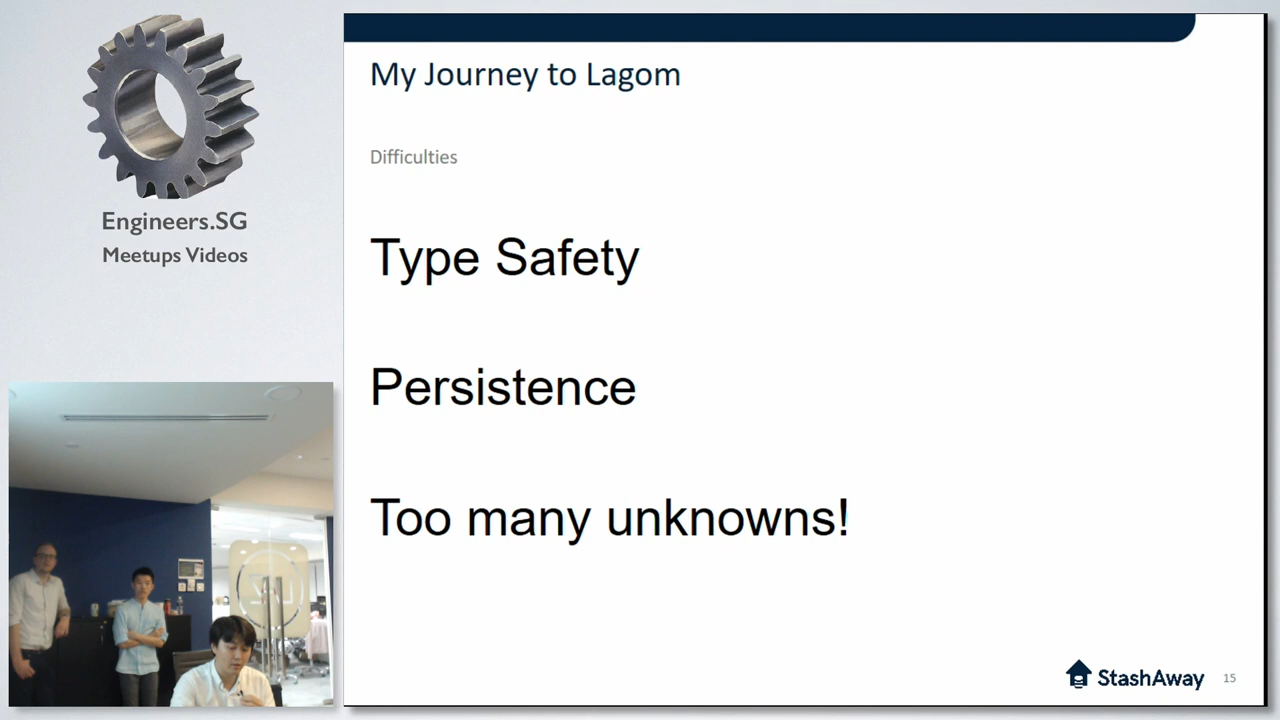 Engineers.SG
Meetups Videos
My Journey to Lagom
Difficulties
Type Safety
Persistence
Too many unknowns!
StashAway
15